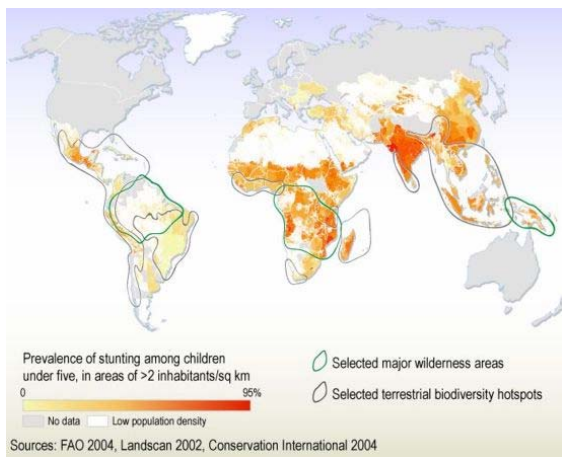 Prevalence of stunting among children
under five, in areas of >2 inhabitants/sq km
0 95%
No data Low population density
Selected major wilderness areas
Selected terrestrial biodiversity hotspots
Sources: FAO 2004, Landscan 2002, Conservation International 2004